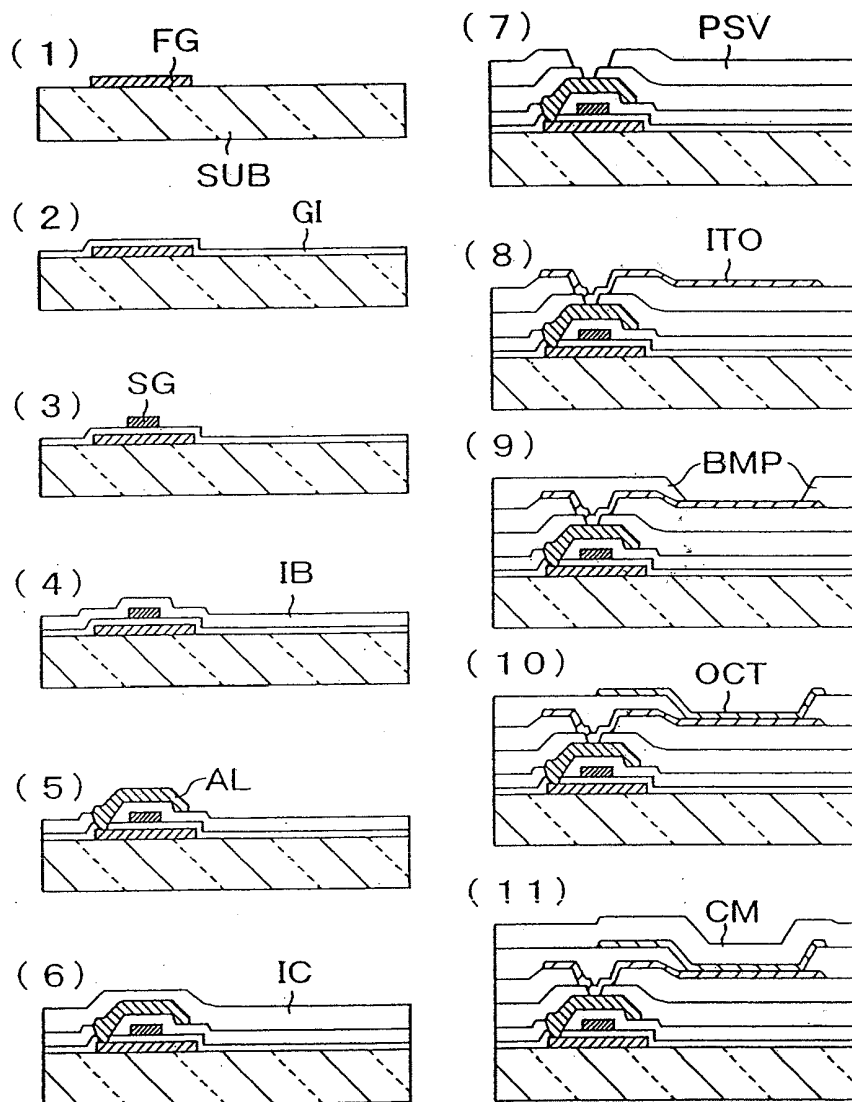 (1)
FG
SUB
(2)
GI
(3)
SG
(4)
IB
(5)
AL
(6)
IC
(7)
PSV
(8)
ITO
(9)
BMP
(10)
OCT
(11)
CM